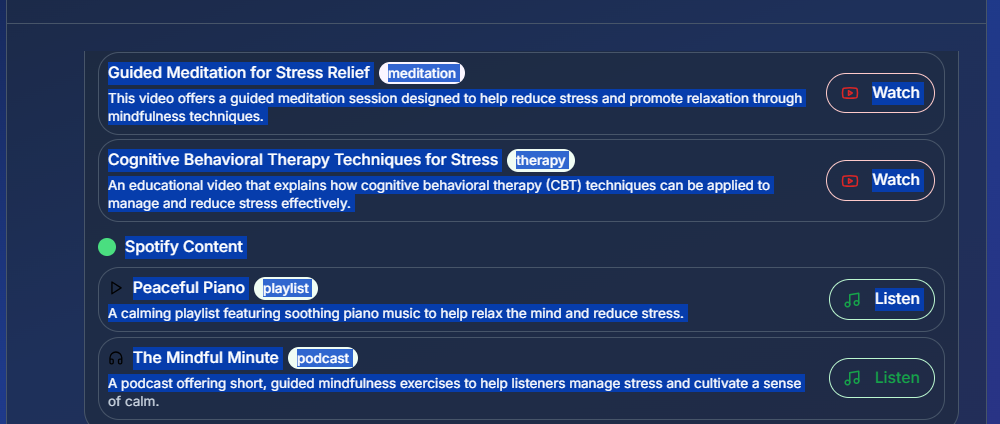 Guided Meditation for Stress Relief meditation
This video offers a guided meditation session designed to help reduce stress and promote relaxation through
mindfulness techniques.
Watch
Cognitive Behavioral Therapy Techniques for Stress therapy
An educational video that explains how cognitive behavioral therapy (CBT) techniques can be applied to
manage and reduce stress effectively.
Watch
Spotify Content
Peaceful Piano playlist
A calming playlist featuring soothing piano music to help relax the mind and reduce stress.
Listen
The Mindful Minute podcast
A podcast offering short, guided mindfulness exercises to help listeners manage stress and cultivate a sense
of calm.
Listen